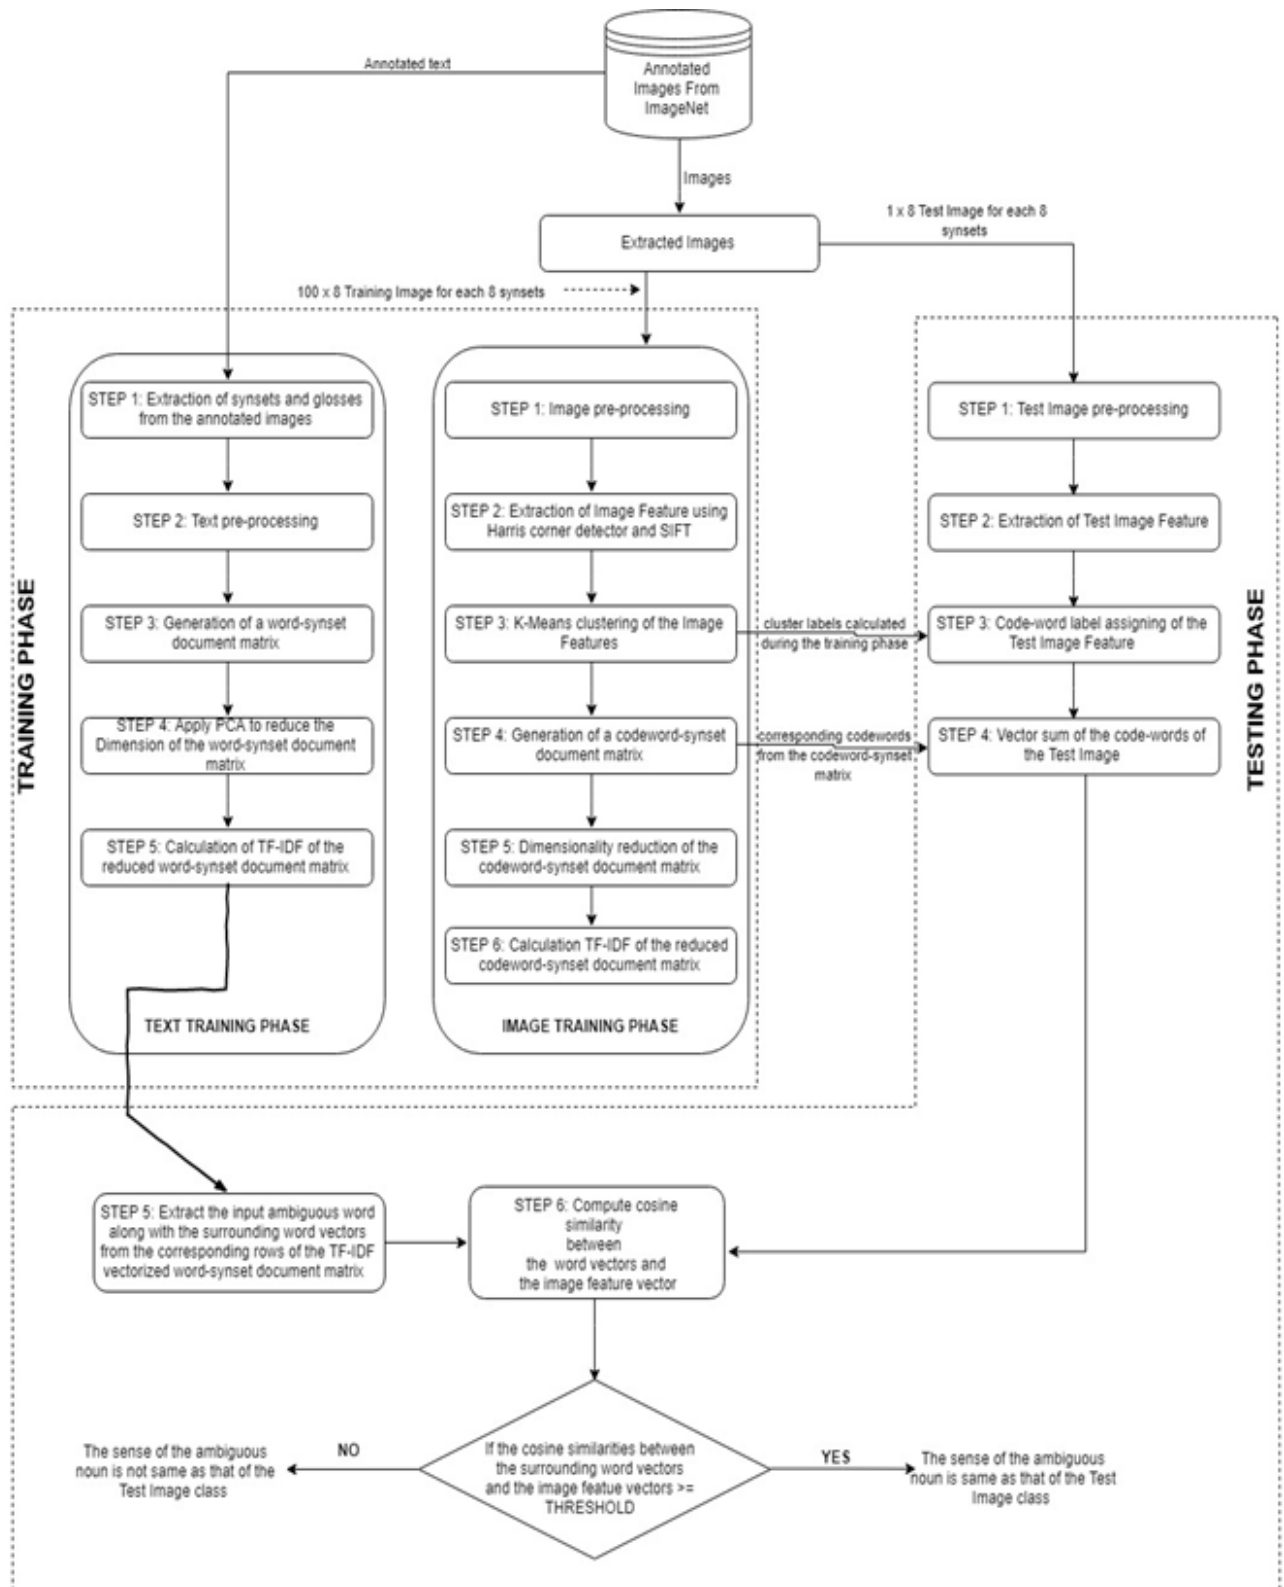 Annotated text
Annotated
Images From
ImageNet
Images
1 x 8 Test Image for each 8
synsets
Extracted Images
100 x 8 Training Image for each 8 synsets
TRAINING PHASE
STEP 1: Extraction of synsets and glosses
from the annotated images
STEP 2: Text pre-processing
STEP 3: Generation of a word-synset
document matrix
STEP 4: Apply PCA to reduce the
Dimension of the word-synset document
matrix
STEP 5: Calculation of TF-IDF of the
reduced word-synset document matrix
TEXT TRAINING PHASE
STEP 1: Image pre-processing
STEP 2: Extraction of Image Feature using
Harris corner detector and SIFT
STEP 3: K-Means clustering of the Image
Features
STEP 4: Generation of a codeword-synset
document matrix
STEP 5: Dimensionality reduction of the
codeword-synset document matrix
STEP 6: Calculation TF-IDF of the reduced
codeword-synset document matrix
IMAGE TRAINING PHASE
cluster labels calculated
during the training phase
corresponding codewords
from the codeword-synset
matrix
STEP 1: Test Image pre-processing
STEP 2: Extraction of Test Image Feature
STEP 3: Code-word label assigning of the
Test Image Feature
STEP 4: Vector sum of the code-words of
the Test Image
TESTING PHASE
STEP 5: Extract the input ambiguous word
along with the surrounding word vectors
from the corresponding rows of the TF-IDF
vectorized word-synset document matrix
STEP 6: Compute cosine
similarity
between
the word vectors and
the image feature vector
If the cosine similarities between
the surrounding word vectors
and the image featue vectors >=
THRESHOLD
NO
The sense of the ambiguous
noun is not same as that of the
Test Image class
YES
The sense of the ambiguous
noun is same as that of the Test
Image class